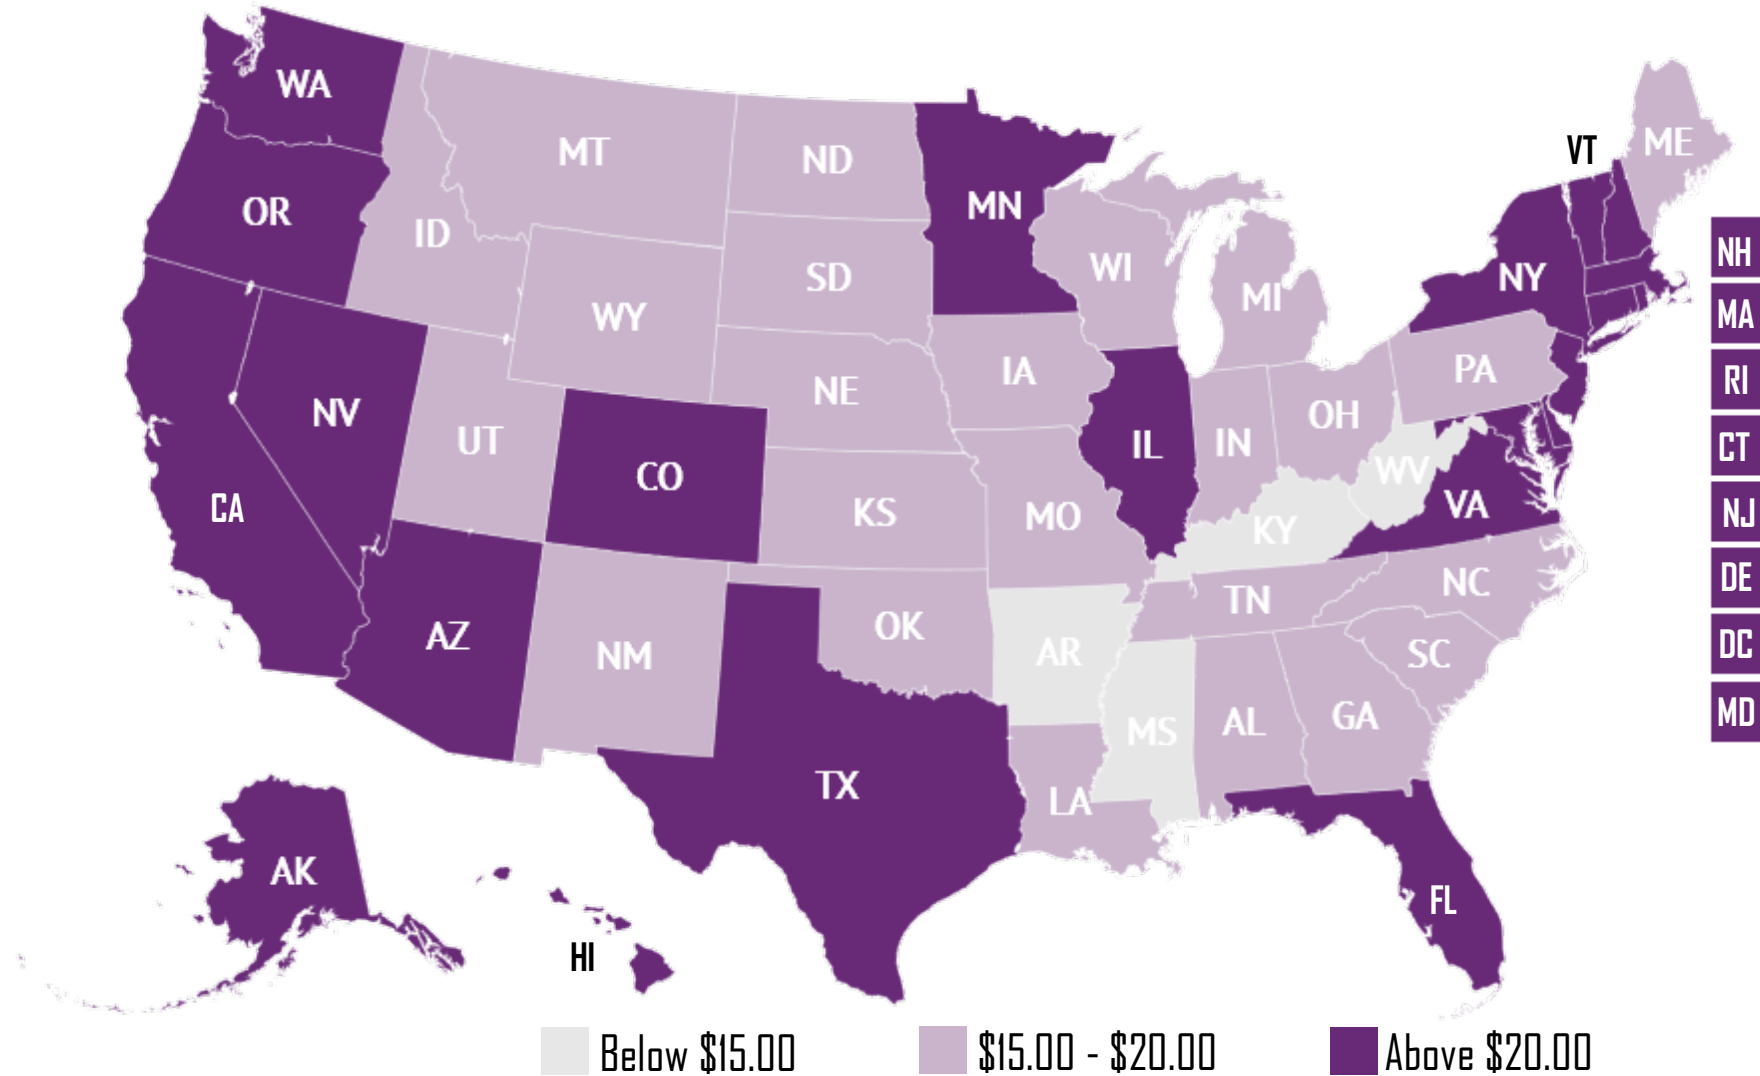 WA
MT
ND
MN
VT
ME
OR
ID
SD
WI
MI
NY
NH
WY
MA
NV
UT
NE
IA
PA
RI
CO
IL
IN
OH
CT
CA
KS
MO
KY
WV
VA
NJ
AZ
NM
OK
AR
TN
NC
DE
SC
DC
TX
MS
AL
GA
MD
LA
AK
FL
HI
Below $15.00
$15.00 - $20.00
Above $20.00